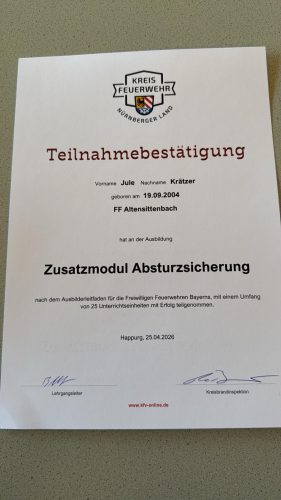 KREIS
FEUERWEHR
NÜRNBERGER LAND
Teilnahmebestätigung
Vorname Jule Nachname Krätzer
geboren am 19.09.2004
FF Altensittenbach
hat an der Ausbildung
Zusatzmodul Absturzsicherung
nach dem Ausbilderleitfaden für die Freiwilligen Feuerwehren Bayerns, mit einem Umfang
von 25 Unterrichtseinheiten mit Erfolg teilgenommen.
Happurg, 25.04.2026
Lehrgangsleiter
Kreisbrandinspektion
www.kfv-online.de